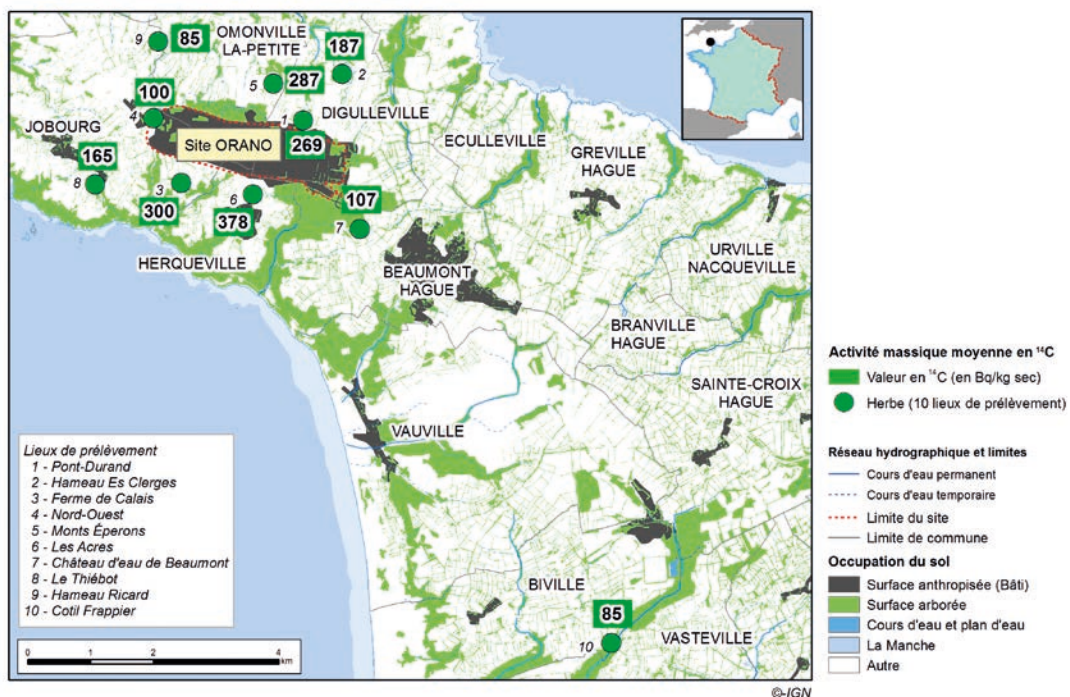 9
85
OMONVILLE
LA-PETITE
187
2
5
287
100
4
1
DIGULLEVILLE
JOBOURG
Site ORANO
269
ECULLEVILLE
GREVILLE
HAGUE
165
8
3
300
6
378
107
7
HERQUEVILLE
BEAUMONT
HAGUE
URVILLE
NACQUEVILLE
BRANVILLE
HAGUE
SAINTE-CROIX
HAGUE
VAUVILLE
BIVILLE
85
10
VASTEVILLE
Lieux de prélèvement
1 - Pont-Durand
2 - Hameau Es Clerges
3 - Ferme de Calais
4 - Nord-Ouest
5 - Monts Éperons
6 - Les Acres
7 - Château d'eau de Beaumont
8 - Le Thiébot
9 - Hameau Ricard
10 - Cotil Frappier
0 1 2 4
km
Activité massique moyenne en ¹⁴C
Valeur en ¹⁴C (en Bq/kg sec)
Herbe (10 lieux de prélèvement)
Réseau hydrographique et limites
Cours d'eau permanent
Cours d'eau temporaire
Limite du site
Limite de commune
Occupation du sol
Surface anthropisée (Bâti)
Surface arborée
Cours d'eau et plan d'eau
La Manche
Autre
©-IGN